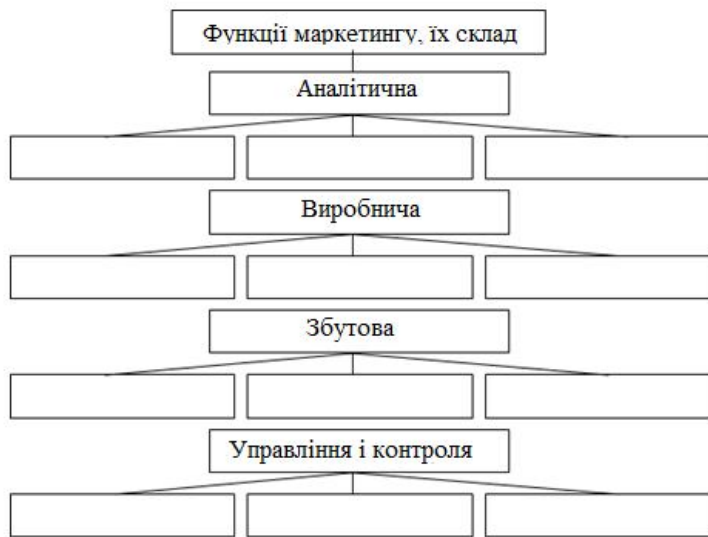 Функції маркетингу, їх склад
Аналітична
Виробнича
Збутова
Управління і контроля